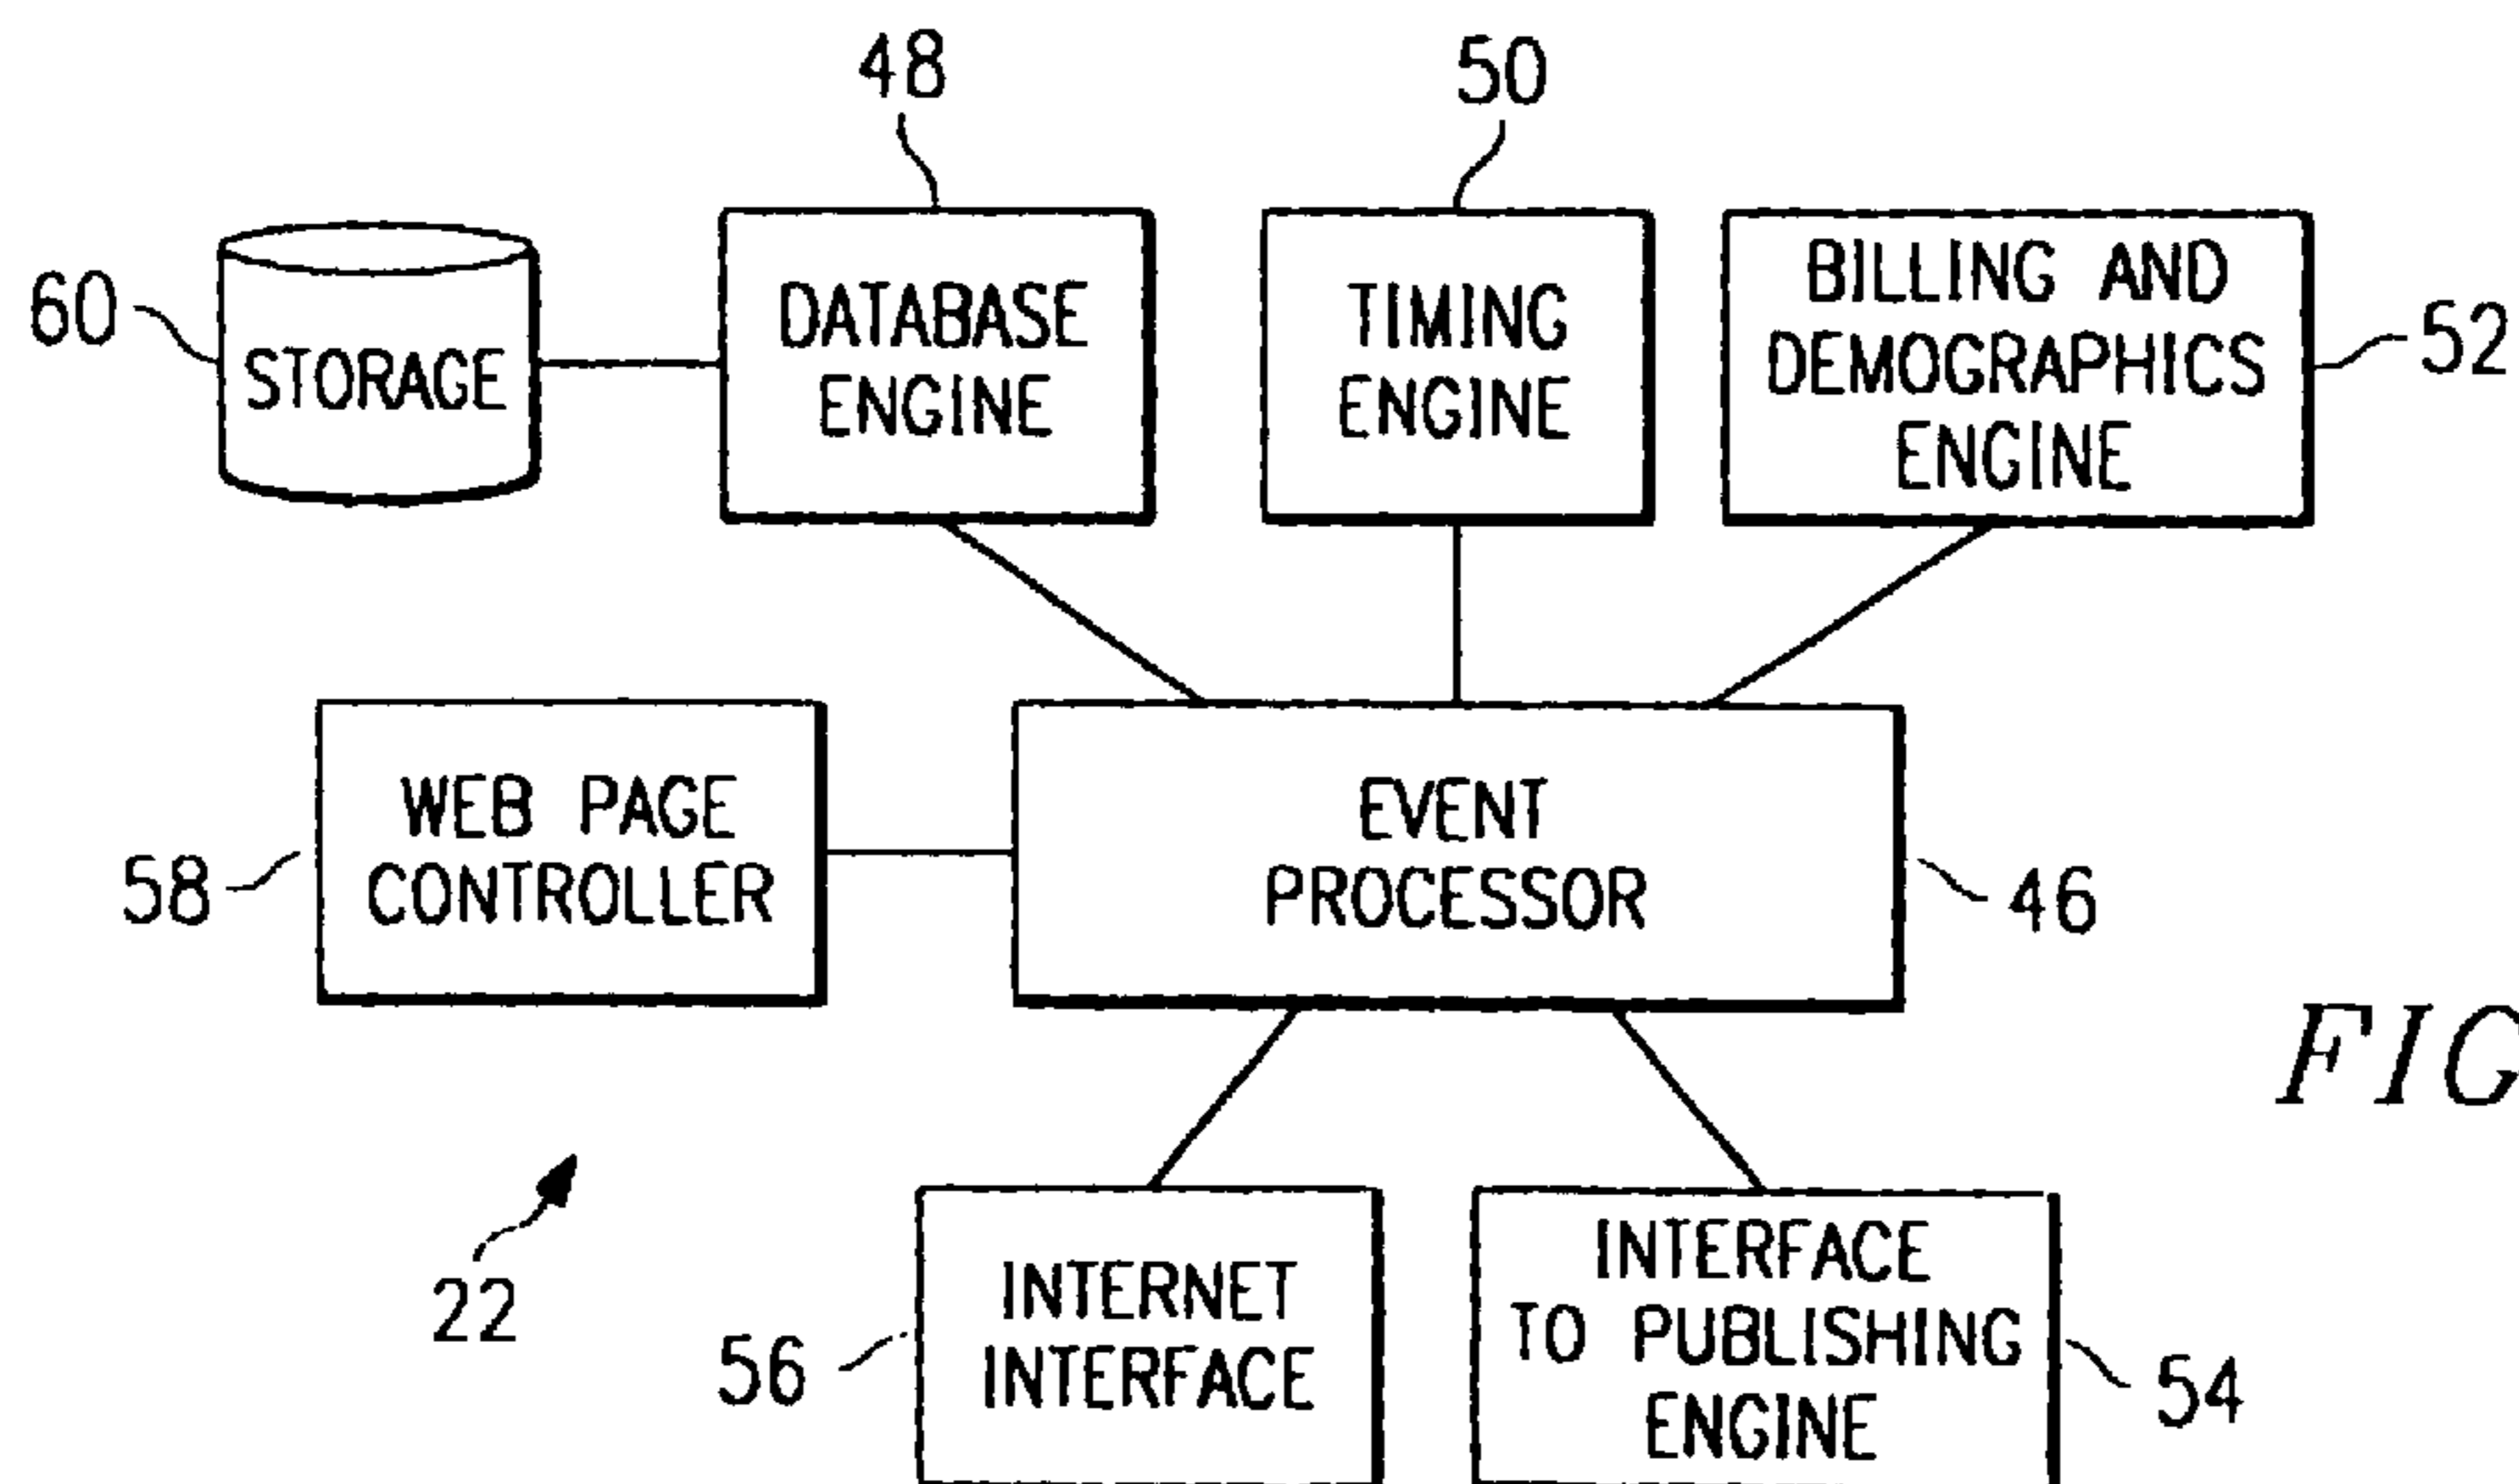 48
50
60
STORAGE
DATABASE
ENGINE
TIMING
ENGINE
BILLING AND
DEMOGRAPHICS
ENGINE
52
58
WEB PAGE
CONTROLLER
EVENT
PROCESSOR
46
FIG
22
56
INTERNET
INTERFACE
INTERFACE
TO PUBLISHING
ENGINE
54